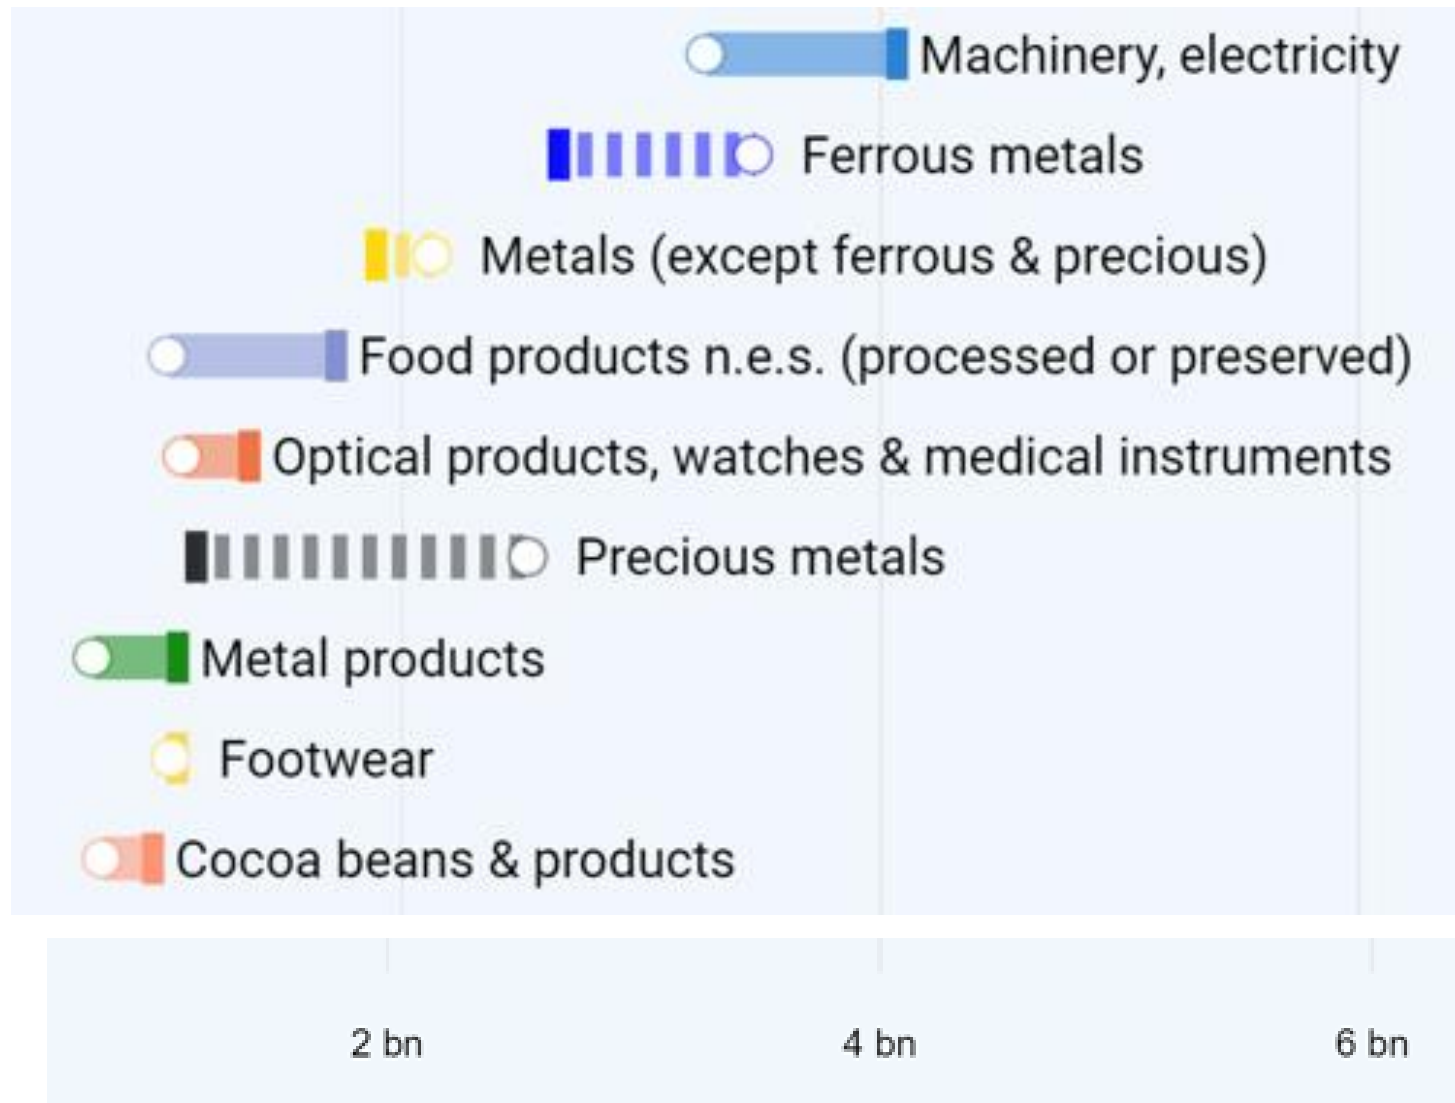 Machinery, electricity
Ferrous metals
Metals (except ferrous & precious)
Food products n.e.s. (processed or preserved)
Optical products, watches & medical instruments
Precious metals
Metal products
Footwear
Cocoa beans & products
2 bn 4 bn 6 bn